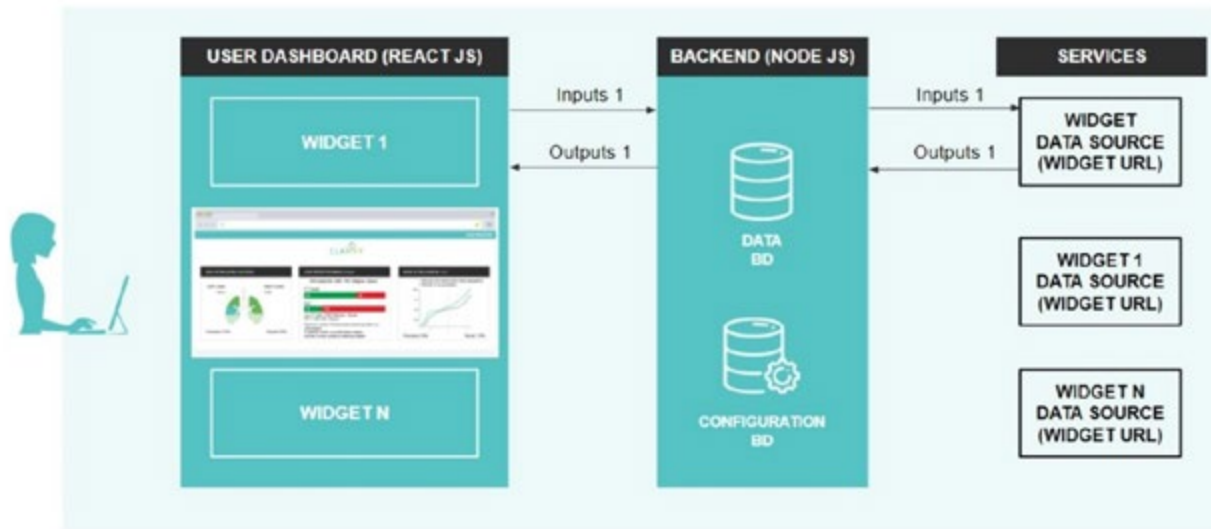 USER DASHBOARD (REACT JS)
WIDGET 1
WIDGET N
Inputs 1
Outputs 1
BACKEND (NODE JS)
DATA
BD
CONFIGURATION
BD
Inputs 1
Outputs 1
SERVICES
WIDGET
DATA SOURCE
(WIDGET URL)
WIDGET 1
DATA SOURCE
(WIDGET URL)
WIDGET N
DATA SOURCE
(WIDGET URL)